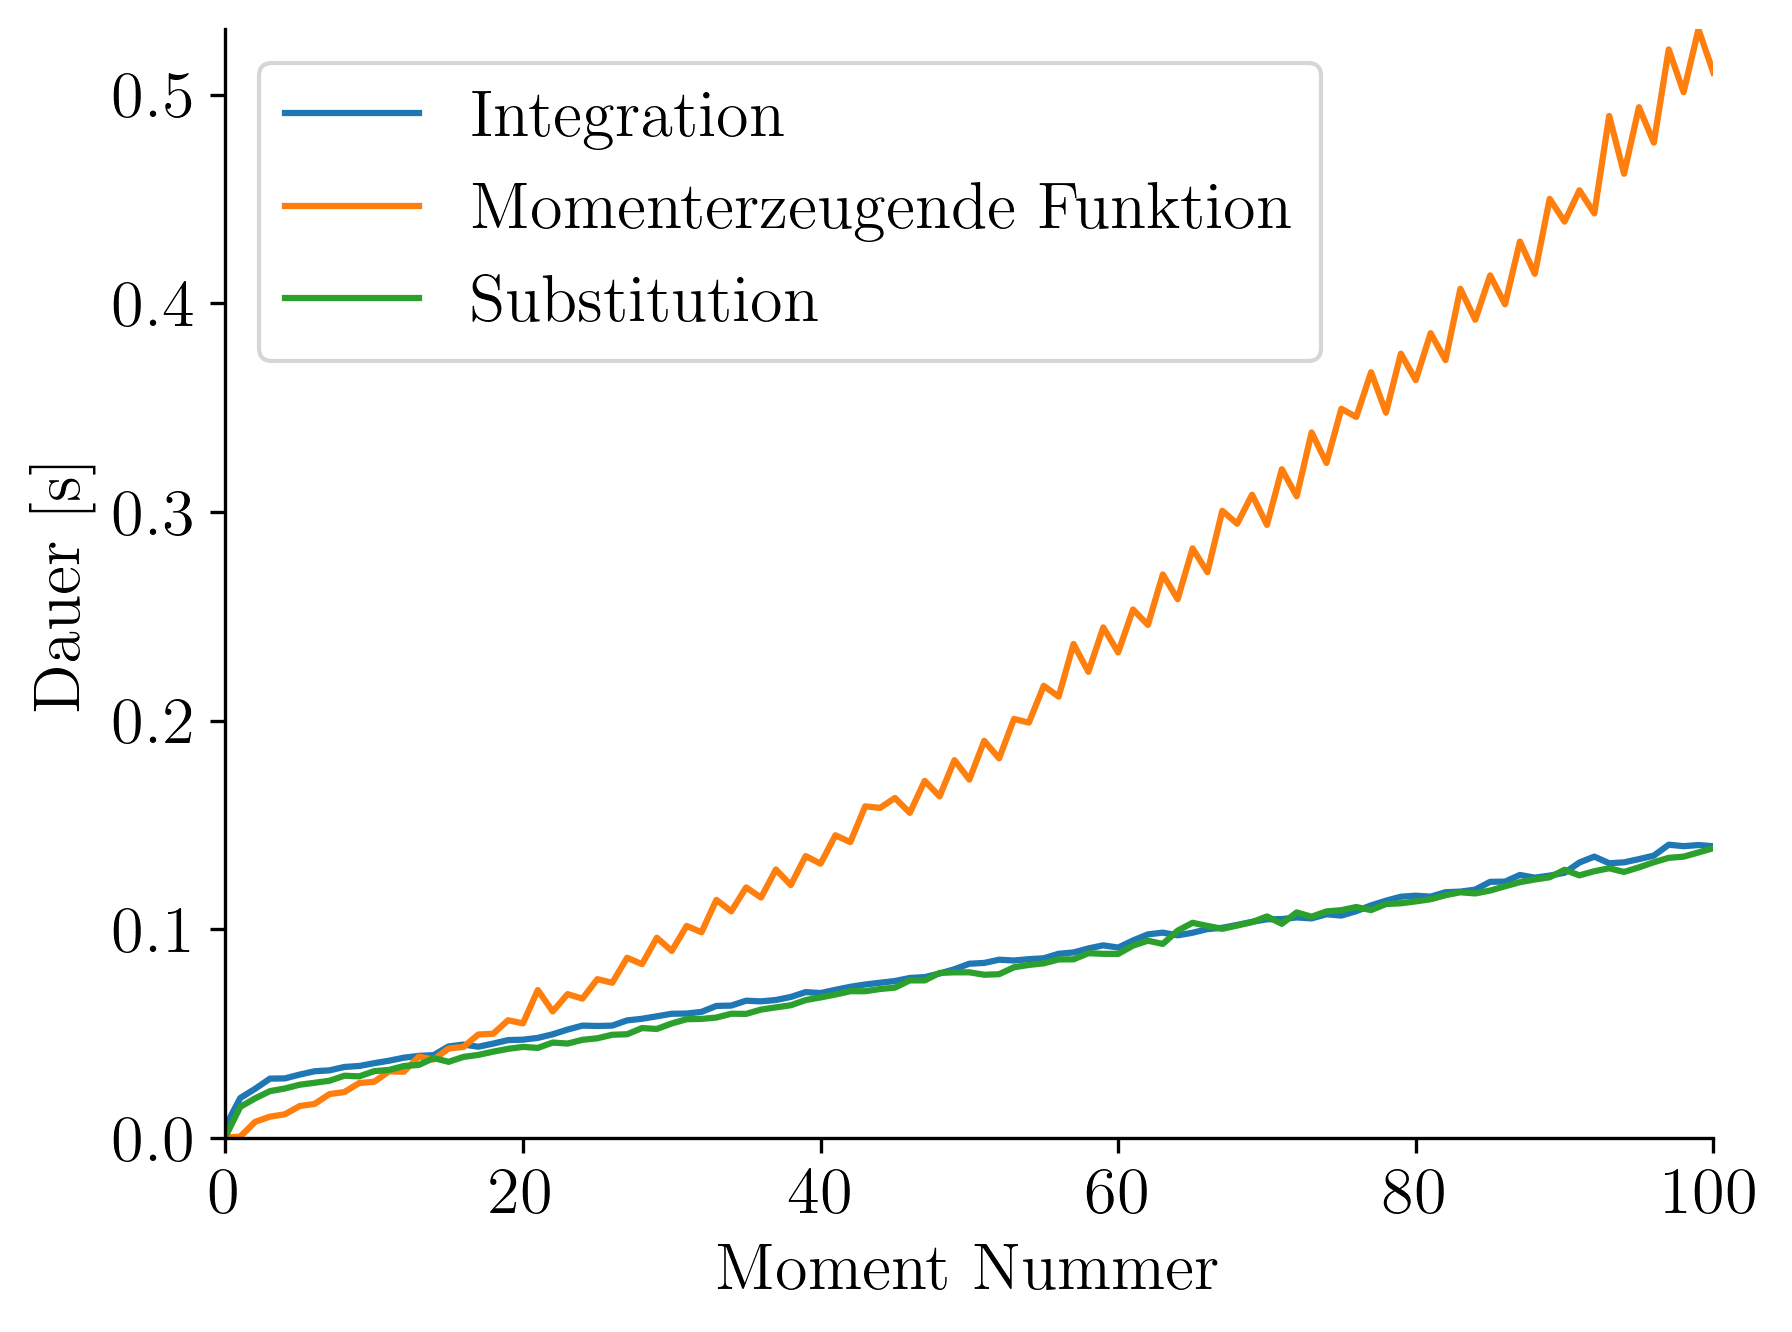 Integration
Momenterzeugende Funktion
Substitution
Dauer [s]
0.5
0.4
0.3
0.2
0.1
0.0
0 20 40 60 80 100
Moment Nummer